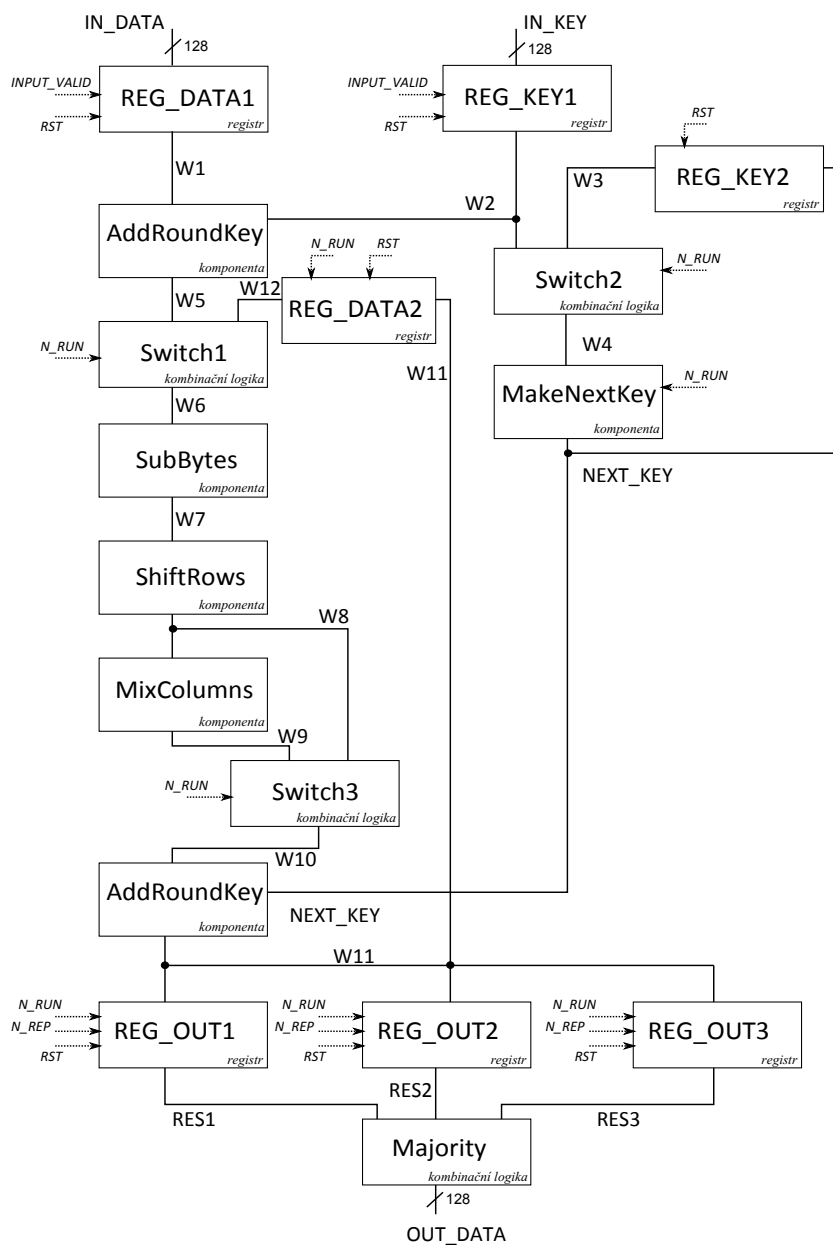 IN_DATA
IN_KEY
128
128
INPUT_VALID
RST
REG_DATA1
registr
INPUT_VALID
RST
REG_KEY1
registr
RST
REG_KEY2
registr
W1
W2
W3
AddRoundKey
komponenta
N_RUN
RST
W12
REG_DATA2
registr
Switch2
kombinační logika
N_RUN
W5
N_RUN
Switch1
kombinační logika
W11
W4
MakeNextKey
komponenta
N_RUN
W6
NEXT_KEY
SubBytes
komponenta
W7
ShiftRows
komponenta
W8
MixColumns
komponenta
W9
N_RUN
Switch3
kombinační logika
W10
AddRoundKey
komponenta
NEXT_KEY
W11
N_RUN
N_REP
RST
REG_OUT1
registr
N_RUN
N_REP
RST
REG_OUT2
registr
N_RUN
N_REP
RST
REG_OUT3
registr
RES1
RES2
RES3
Majority
kombinační logika
128
OUT_DATA